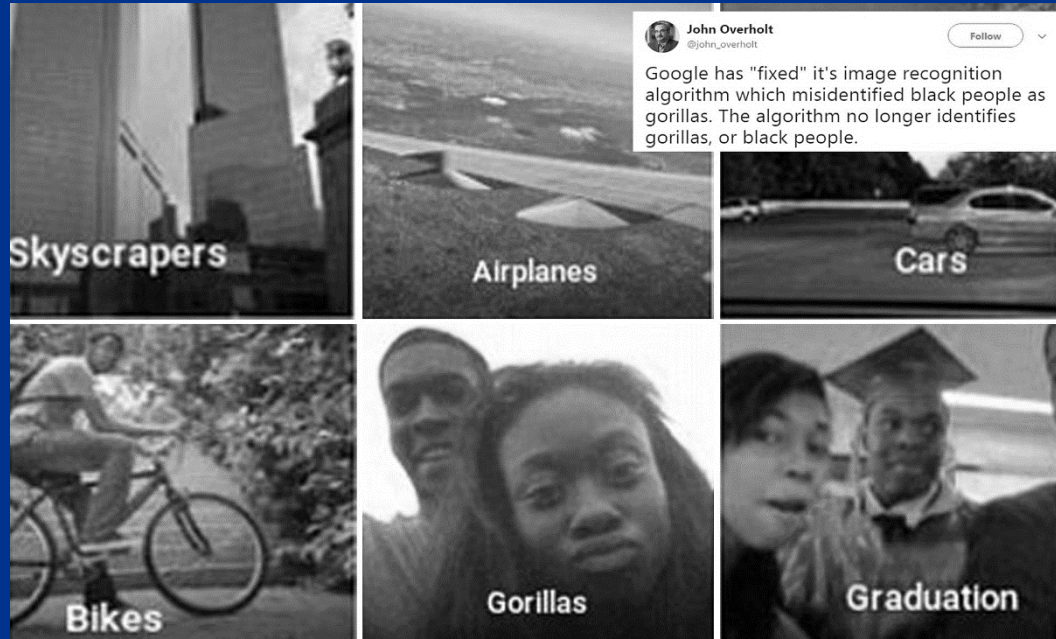 John Overholt
@john_overholt
Follow
Google has "fixed" it's image recognition
algorithm which misidentified black people as
gorillas. The algorithm no longer identifies
gorillas, or black people.
Skyscrapers
Airplanes
Cars
Bikes
Gorillas
Graduation